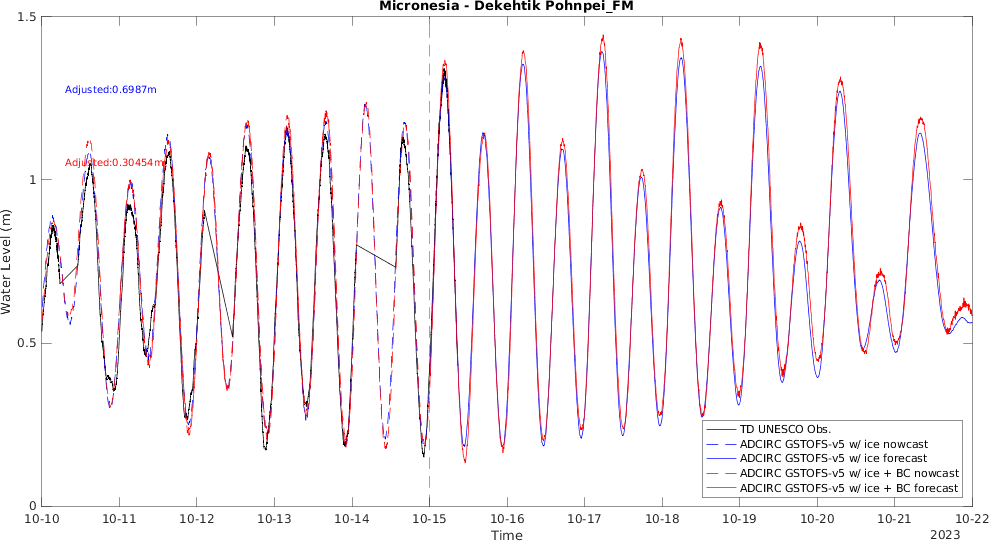 Micronesia - Dekehtik Pohnpei_FM
1.5
Adjusted:0.6987m
Adjusted:0.30454m
1
Water Level (m)
0.5
TD UNESCO Obs.
ADCIRC GSTOFS-v5 w/ ice nowcast
ADCIRC GSTOFS-v5 w/ ice forecast
ADCIRC GSTOFS-v5 w/ ice + BC nowcast
ADCIRC GSTOFS-v5 w/ ice + BC forecast
0
10-10 10-11 10-12 10-13 10-14 10-15 10-16 10-17 10-18 10-19 10-20 10-21 10-22
Time 2023